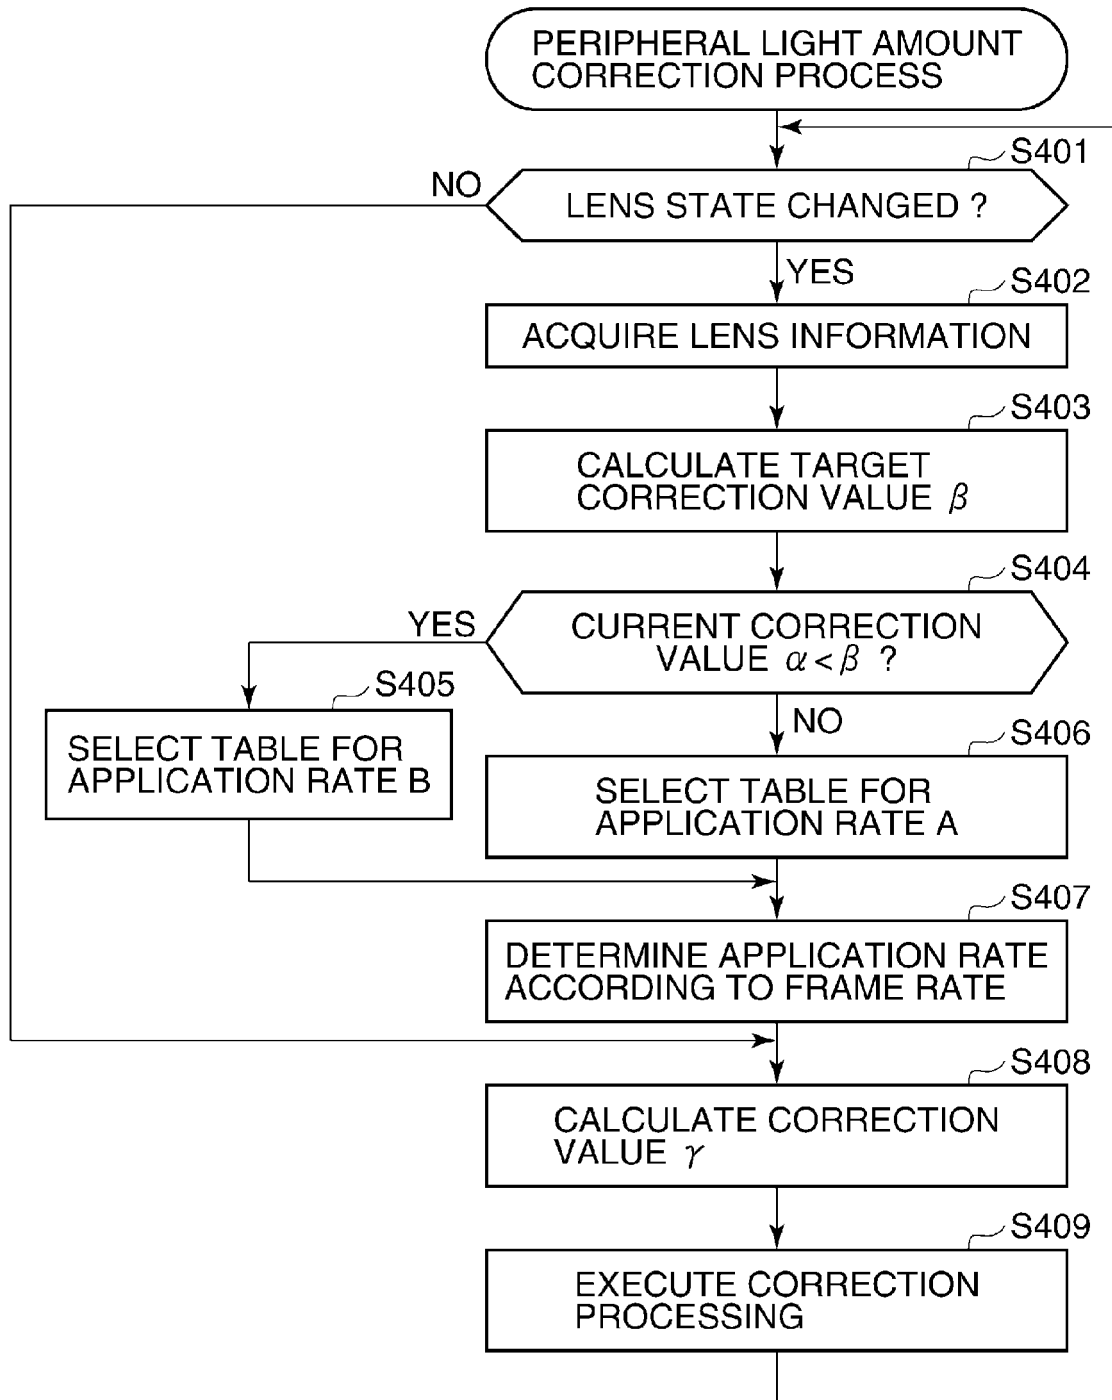 PERIPHERAL LIGHT AMOUNT
CORRECTION PROCESS
S401
NO
LENS STATE CHANGED ?
YES
S402
ACQUIRE LENS INFORMATION
S403
CALCULATE TARGET
CORRECTION VALUE β
S404
YES
CURRENT CORRECTION
VALUE α < β ?
S405
NO
SELECT TABLE FOR
APPLICATION RATE B
S406
SELECT TABLE FOR
APPLICATION RATE A
S407
DETERMINE APPLICATION RATE
ACCORDING TO FRAME RATE
S408
CALCULATE CORRECTION
VALUE γ
S409
EXECUTE CORRECTION
PROCESSING